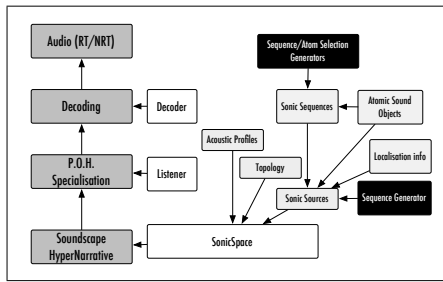 Audio (RT/NRT)
Sequence/Atom Selection
Generators
Decoding
Decoder
Sonic Sequences
Atomic Sound
Objects
Acoustic Profiles
Localisation info
P.O.H.
Specialisation
Listener
Topology
Sonic Sources
Sequence Generator
Soundscape
HyperNarrative
SonicSpace